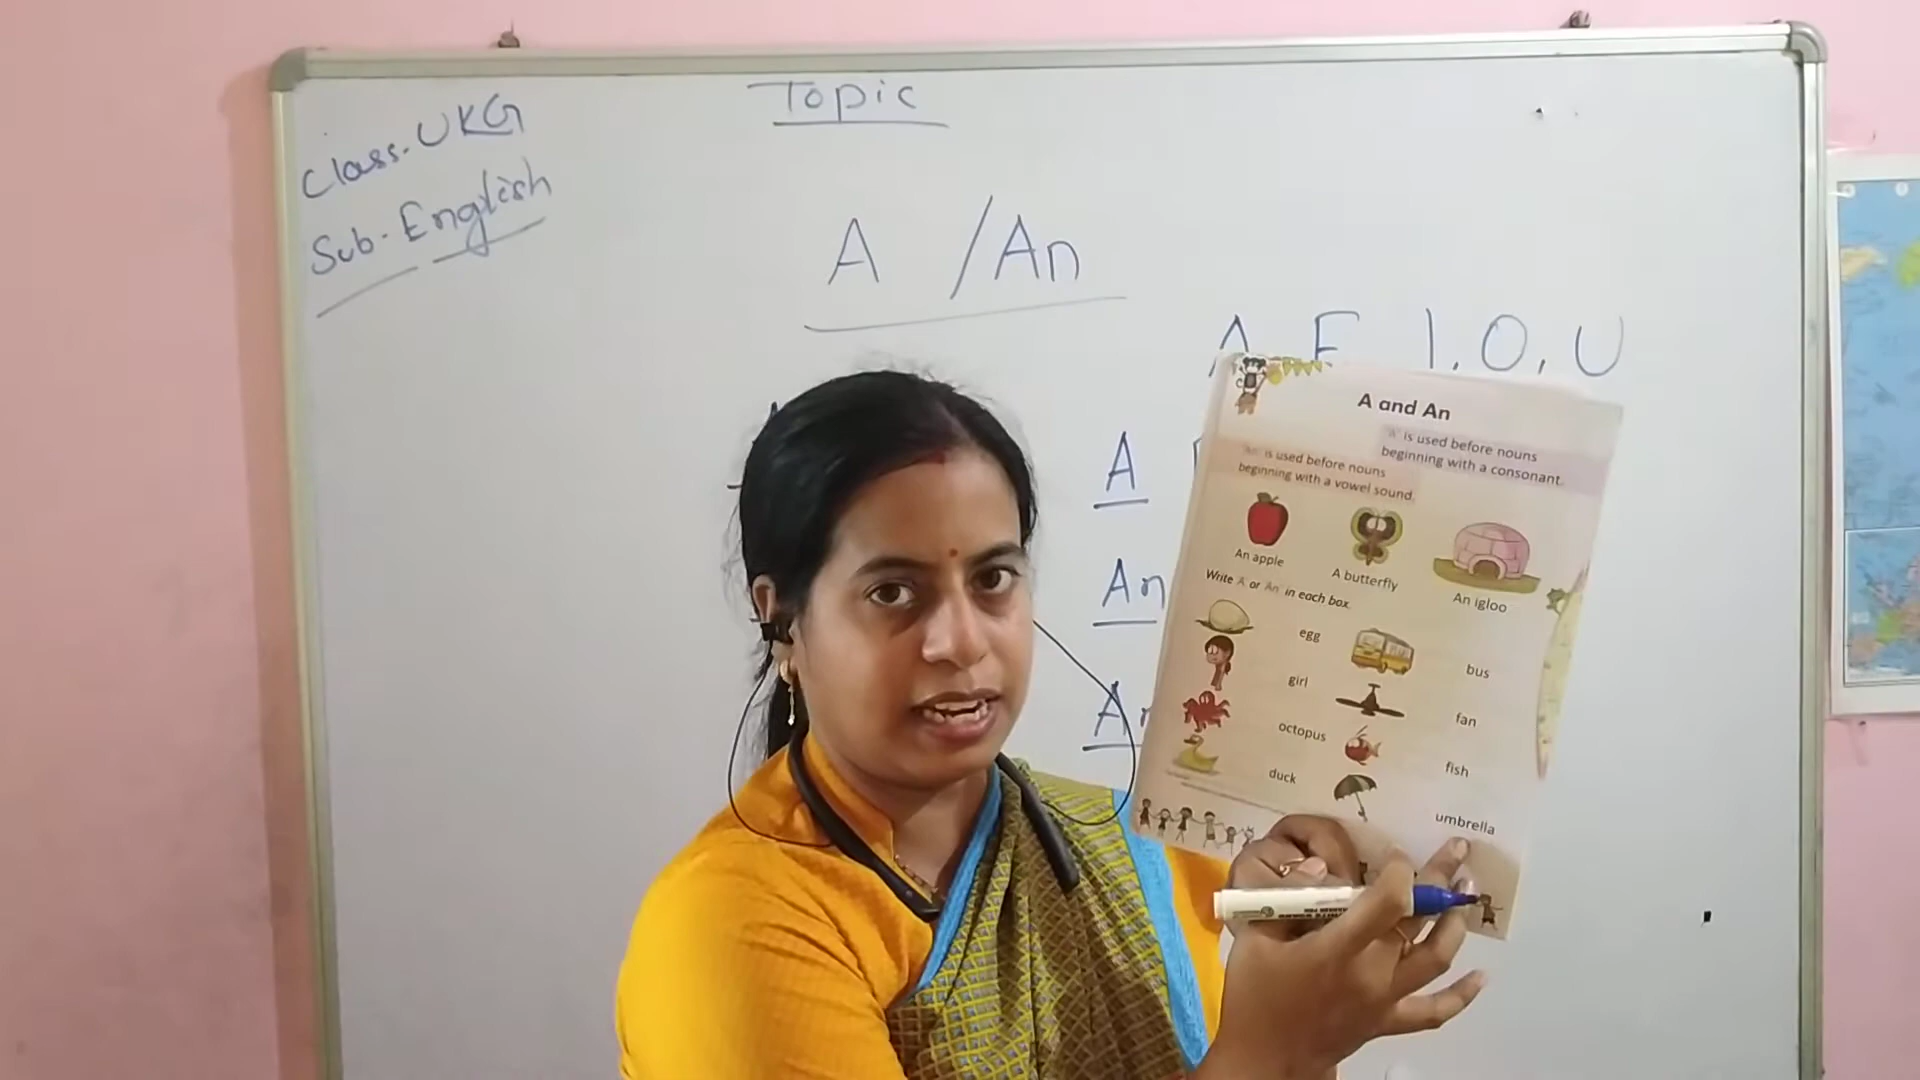 Topic
Class. UKG
Sub. English
A / An
A E I, O, U
A
An
An
A and An
'A' is used before nouns
beginning with a consonant.
'An' is used before nouns
beginning with a vowel sound.
An apple
A butterfly
An igloo
Write A or An in each box.
egg
bus
girl
fan
octopus
fish
duck
umbrella